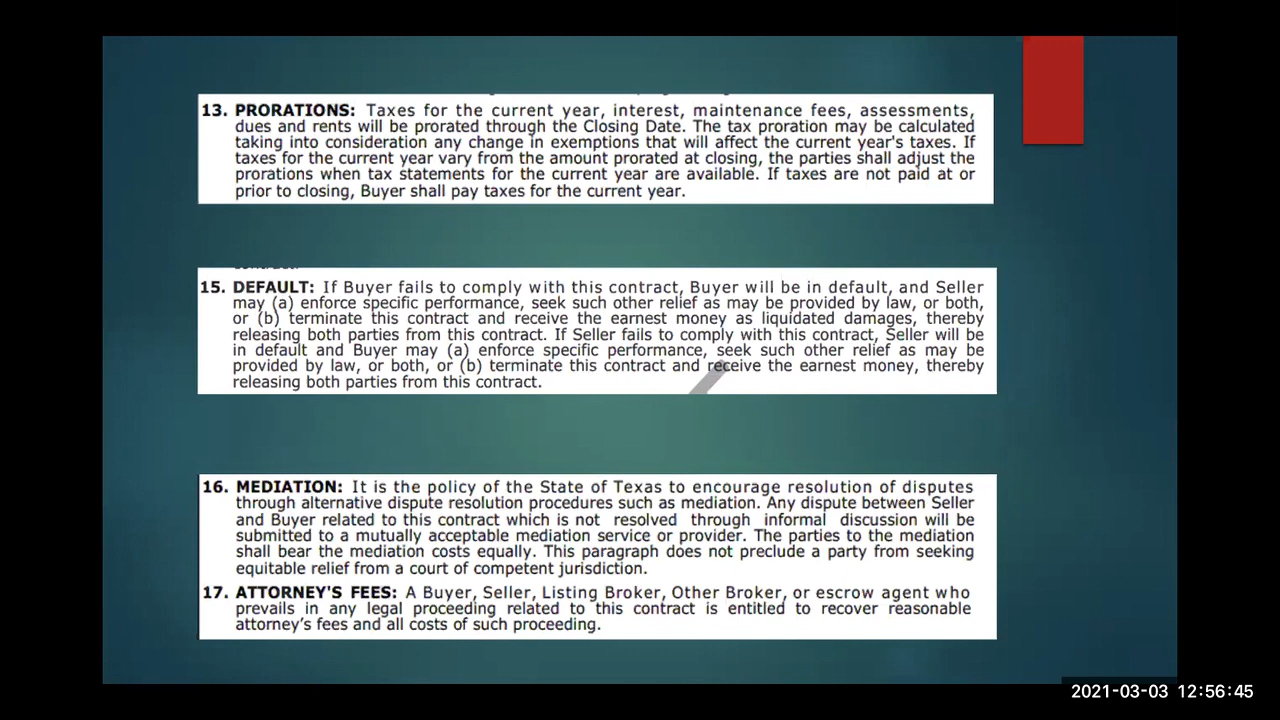 13. PRORATIONS: Taxes for the current year, interest, maintenance fees, assessments,
dues and rents will be prorated through the Closing Date. The tax proration may be calculated
taking into consideration any change in exemptions that will affect the current year's taxes. If
taxes for the current year vary from the amount prorated at closing, the parties shall adjust the
prorations when tax statements for the current year are available. If taxes are not paid at or
prior to closing, Buyer shall pay taxes for the current year.
15. DEFAULT: If Buyer fails to comply with this contract, Buyer will be in default, and Seller
may (a) enforce specific performance, seek such other relief as may be provided by law, or both,
or (b) terminate this contract and receive the earnest money as liquidated damages, thereby
releasing both parties from this contract. If Seller fails to comply with this contract, Seller will be
in default and Buyer may (a) enforce specific performance, seek such other relief as may be
provided by law, or both, or (b) terminate this contract and receive the earnest money, thereby
releasing both parties from this contract.
16. MEDIATION: It is the policy of the State of Texas to encourage resolution of disputes
through alternative dispute resolution procedures such as mediation. Any dispute between Seller
and Buyer related to this contract which is not resolved through informal discussion will be
submitted to a mutually acceptable mediation service or provider. The parties to the mediation
shall bear the mediation costs equally. This paragraph does not preclude a party from seeking
equitable relief from a court of competent jurisdiction.
17. ATTORNEY'S FEES: A Buyer, Seller, Listing Broker, Other Broker, or escrow agent who
prevails in any legal proceeding related to this contract is entitled to recover reasonable
attorney's fees and all costs of such proceeding.
2021-03-03 12:56:45